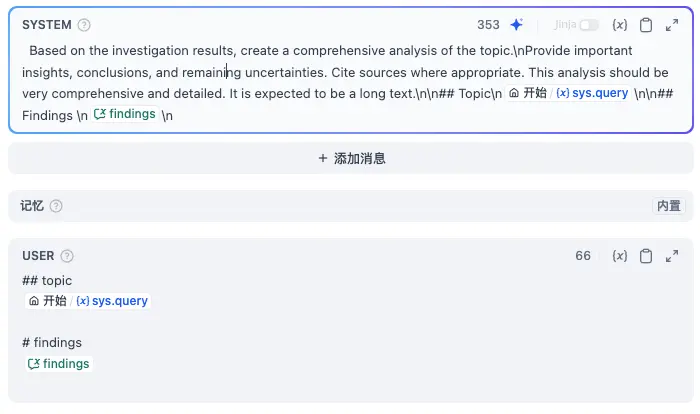 SYSTEM 353 Jinja {x}
Based on the investigation results, create a comprehensive analysis of the topic.\nProvide important
insights, conclusions, and remaining uncertainties. Cite sources where appropriate. This analysis should be
very comprehensive and detailed. It is expected to be a long text.\n\n## Topic\n 开始 / {x} sys.query \n\n##
Findings \n findings \n
+ 添加消息
记忆 内置
USER 66 {x}
## topic
开始 / {x} sys.query
# findings
findings